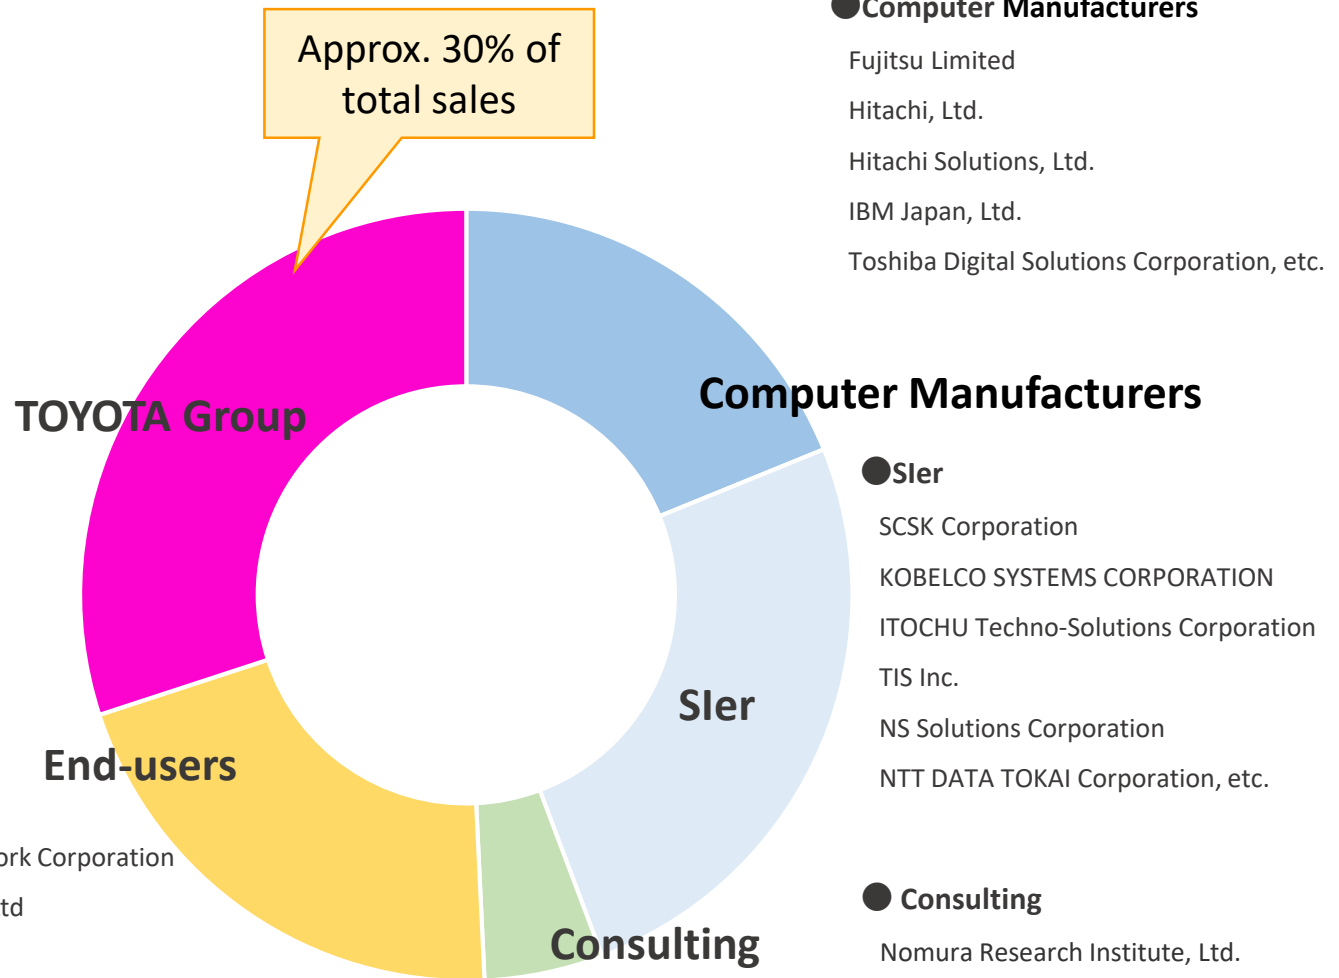 Approx. 30% of
total sales
●Computer Manufacturers
Fujitsu Limited
Hitachi, Ltd.
Hitachi Solutions, Ltd.
IBM Japan, Ltd.
Toshiba Digital Solutions Corporation, etc.
Computer Manufacturers
TOYOTA Group
●SIer
SCSK Corporation
KOBELCO SYSTEMS CORPORATION
ITOCHU Techno-Solutions Corporation
TIS Inc.
NS Solutions Corporation
NTT DATA TOKAI Corporation, etc.
SIer
End-users
Corporation
● Consulting
Nomura Research Institute, Ltd.
Consulting